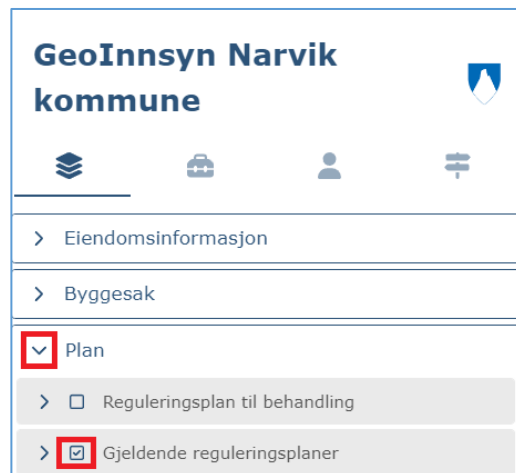 GeoInnsyn Narvik
kommune
Eiendomsinformasjon
Byggesak
Plan
Reguleringsplan til behandling
Gjeldende reguleringsplaner